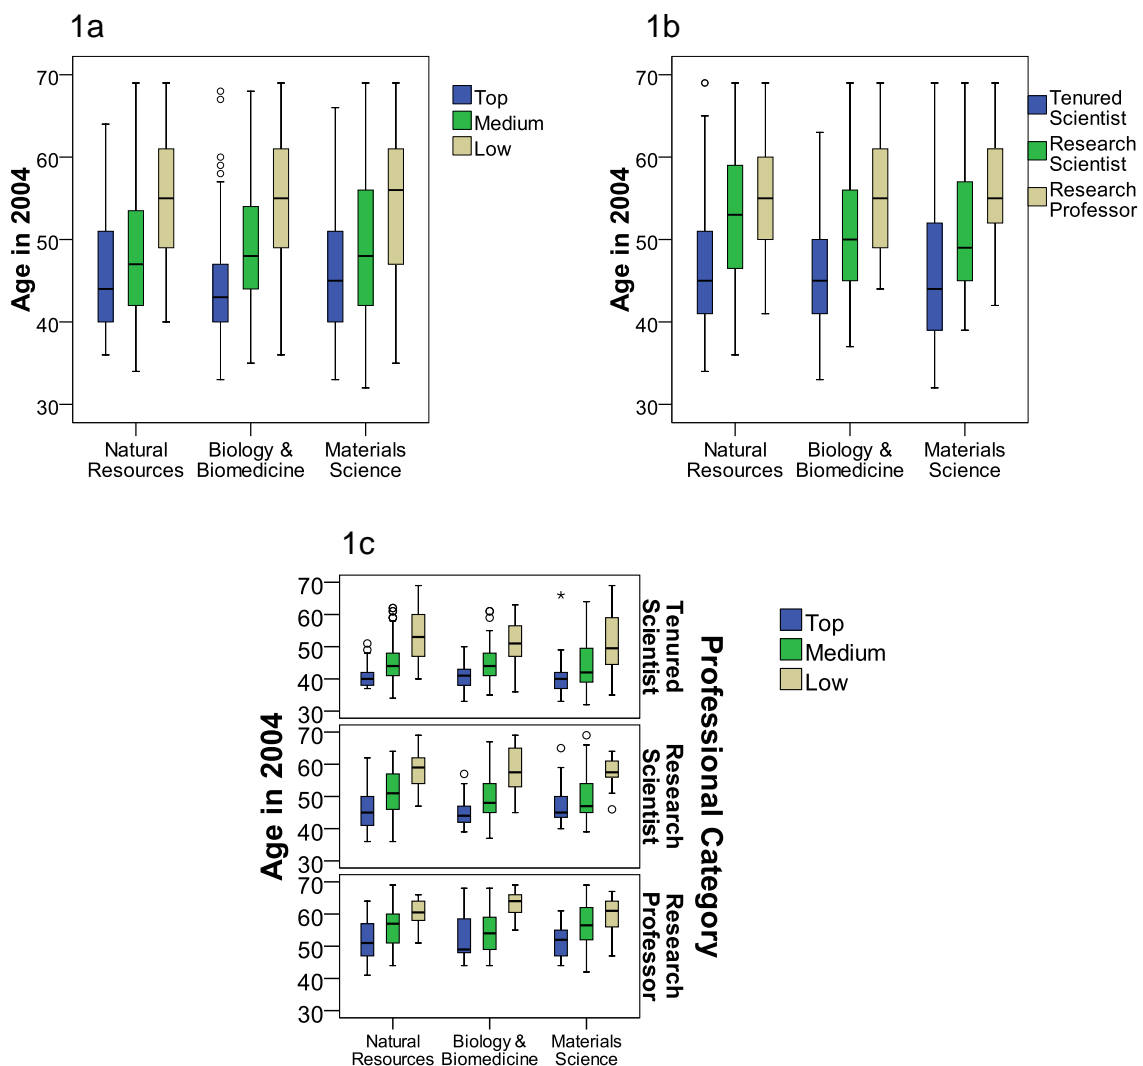 1a
70
60
50
40
30
Age in 2004
Natural
Resources
Biology &
Biomedicine
Materials
Science
Top
Medium
Low
1b
70
60
50
40
30
Age in 2004
Natural
Resources
Biology &
Biomedicine
Materials
Science
Tenured
Scientist
Research
Scientist
Research
Professor
1c
70
60
50
40
30
70
60
50
40
30
70
60
50
40
30
Age in 2004
Tenured
Scientist
Research
Scientist
Research
Professor
Professional Category
Natural
Resources
Biology &
Biomedicine
Materials
Science
Top
Medium
Low